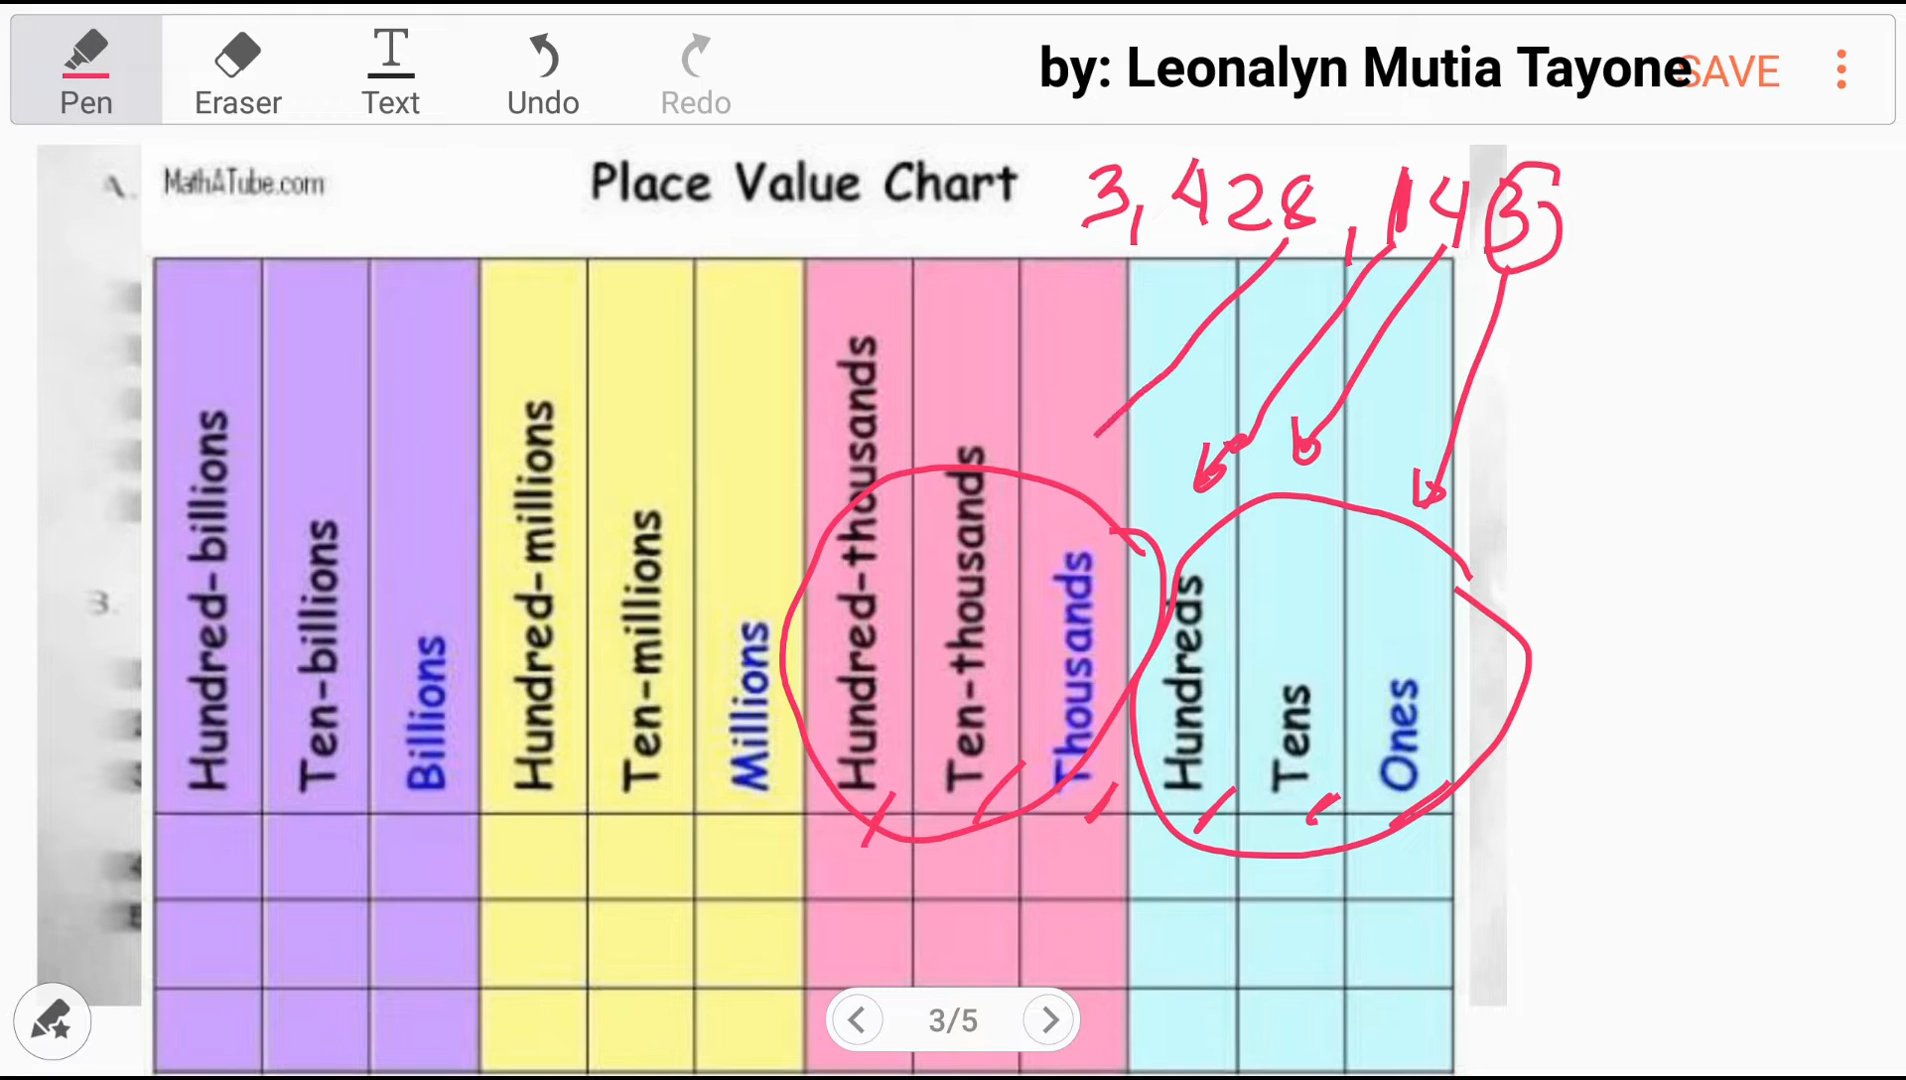 by: Leonalyn Mutia Tayone
SAVE
Pen
Eraser
Text
Undo
Redo
MathATube.com
Place Value Chart
3,428,143
Hundred-billions
Ten-billions
Billions
Hundred-millions
Ten-millions
Millions
Hundred-thousands
Ten-thousands
Thousands
Hundreds
Tens
Ones
3.
3/5